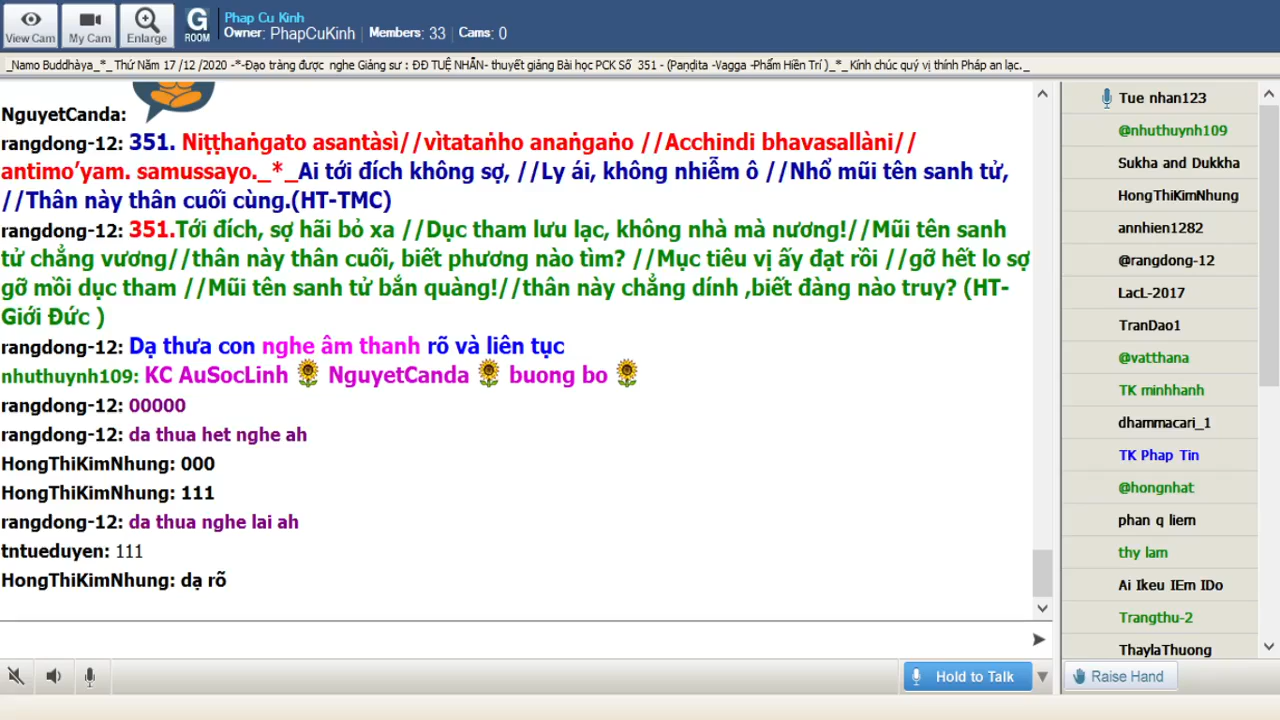 View Cam
My Cam
Enlarge
G
ROOM
Phap Cu Kinh
Owner: PhapCuKinh | Members: 33 | Cams: 0
_Namo Buddhàya_*_ Thứ Năm 17 /12 /2020 -*-Đạo tràng được nghe Giảng sư : ĐĐ TUỆ NHẪN- thuyết giảng Bài học PCK Số 351 - (Paṇḍita -Vagga -Phẩm Hiền Trí )_*_ Kính chúc quý vị thính Pháp an lạc._
NguyetCanda:
rangdong-12: 351. Niṭṭhaṅgato asantàsì//vìtataṅho anaṅgaṅo //Acchindi bhavasallàni//
antimo’yam. samussayo._*_Ai tới đích không sợ, //Ly ái, không nhiễm ô //Nhổ mũi tên sanh tử,
//Thân này thân cuối cùng.(HT-TMC)
rangdong-12: 351.Tới đích, sợ hãi bỏ xa //Dục tham lưu lạc, không nhà mà nương!//Mũi tên sanh
tử chẳng vương//thân này thân cuối, biết phương nào tìm? //Mục tiêu vị ấy đạt rồi //gỡ hết lo sợ
gỡ mồi dục tham //Mũi tên sanh tử bắn quàng!//thân này chẳng dính ,biết đàng nào truy? (HT-
Giới Đức )
rangdong-12: Dạ thưa con nghe âm thanh rõ và liên tục
nhuthuynh109: KC AuSocLinh NguyetCanda buong bo
rangdong-12: 00000
rangdong-12: da thua het nghe ah
HongThiKimNhung: 000
HongThiKimNhung: 111
rangdong-12: da thua nghe lai ah
tntueduyen: 111
HongThiKimNhung: dạ rõ
Hold to Talk
Tue nhan123
@nhuthuynh109
Sukha and Dukkha
HongThiKimNhung
annhien1282
@rangdong-12
LacL-2017
TranDao1
@vatthana
TK minhhanh
dhammacari_1
TK Phap Tin
@hongnhat
phan q liem
thy lam
Ai Ikeu IEm IDo
Trangthu-2
ThaylaThuong
Raise Hand